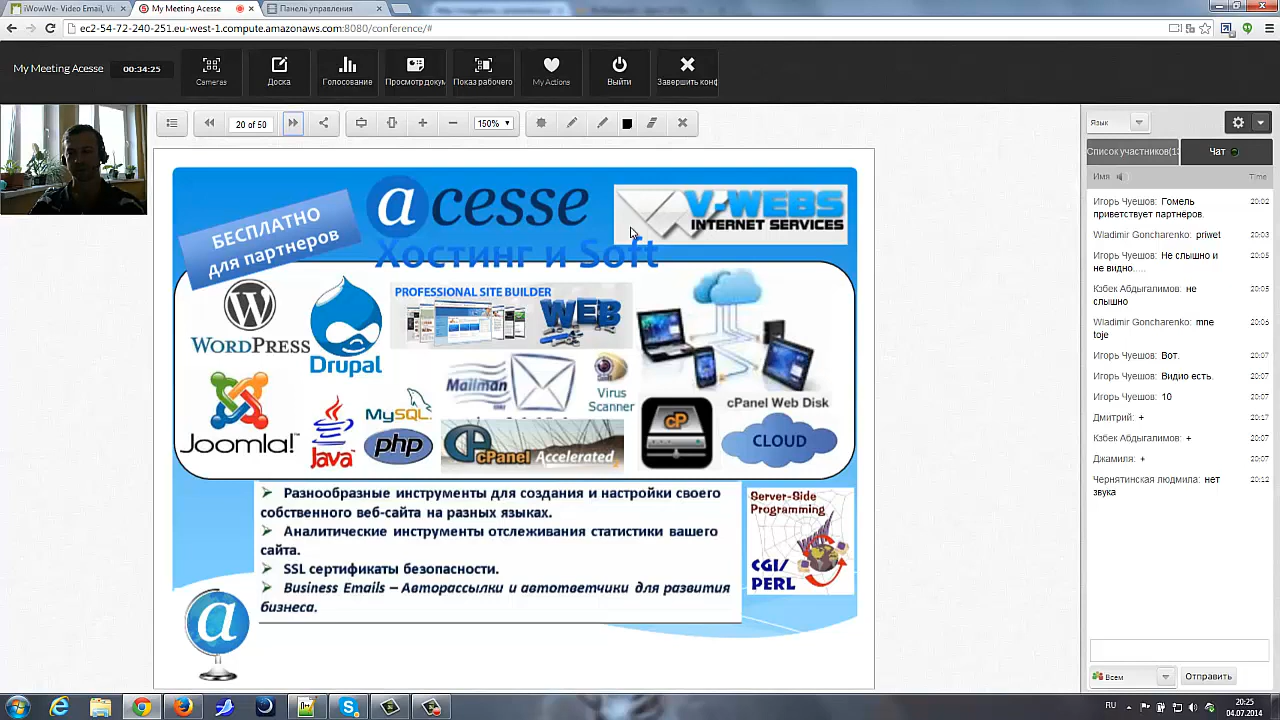 iWowWe- Video Email, Vi
My Meeting Acesse
Панель управления
ec2-54-72-240-251.eu-west-1.compute.amazonaws.com:8080/conference/#
My Meeting Acesse
00:34:25
Cameras
Доска
Голосование
Просмотр докум
Показ рабочего
My Actions
Выйти
Завершить конф
20 of 50
150%
БЕСПЛАТНО
для партнеров
acesse
V-WEBS
INTERNET SERVICES
Хостинг и Soft
WORDPRESS
Drupal
PROFESSIONAL SITE BUILDER
WEB
Mailman
Virus
Scanner
cPanel Web Disk
Joomla!
Java
MySQL
php
cPanel Accelerated
cP
CLOUD
Разнообразные инструменты для создания и настройки своего
собственного веб-сайта на разных языках.
Аналитические инструменты отслеживания статистики вашего
сайта.
SSL сертификаты безопасности.
Business Emails – Авторассылки и автоответчики для развития
бизнеса.
Server-Side
Programming
CGI/
PERL
a
Язык
Список участников(1
Чат
Имя
Time
Игорь Чуешов: Гомель
приветствует партнеров.
20:02
Wladimir Goncharenko: priwet
20:05
Игорь Чуешов: Не слышно и
не видно.....
20:05
Кзбек Абдыгалимов: не
слышно
20:05
Wladimir Goncharenko: mne
toje
20:06
Игорь Чуешов: Вот.
20:07
Игорь Чуешов: Видио есть.
20:07
Игорь Чуешов: 10
20:07
Дмитрий: +
20:17
Кзбек Абдыгалимов: +
20:07
Джамиля: +
20:07
Чернятинская людмила: нет
звука
20:12
Всем
Отправить
RU
20:25
04.07.2014